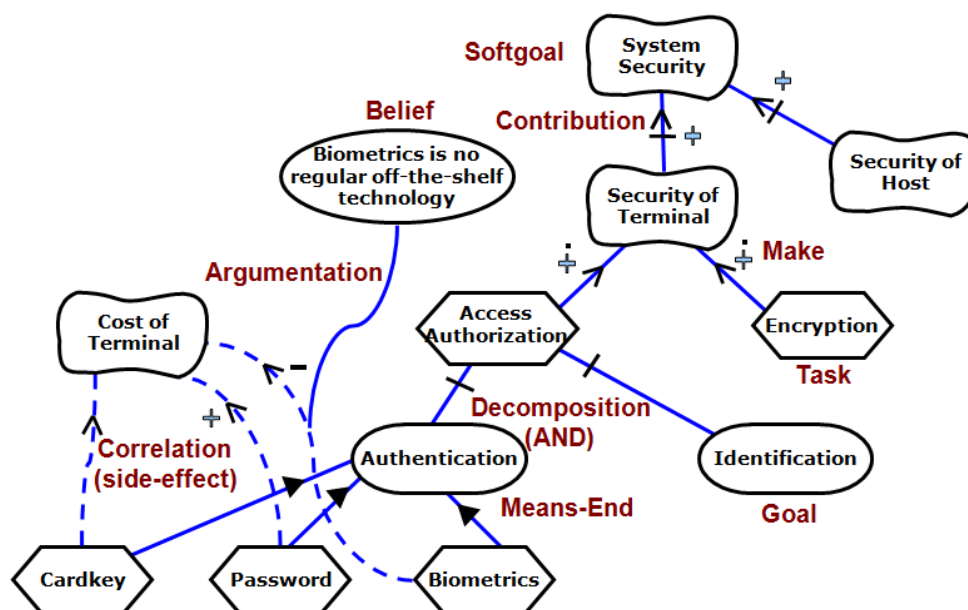 Softgoal
System
Security
+
Belief
Contribution
+
Biometrics is no
regular off-the-shelf
technology
Security of
Host
Security of
Terminal
Make
Argumentation
+
+
Cost of
Terminal
Access
Authorization
Encryption
-
Task
+
Decomposition
(AND)
Correlation
(side-effect)
Authentication
Identification
Means-End
Goal
Cardkey
Password
Biometrics